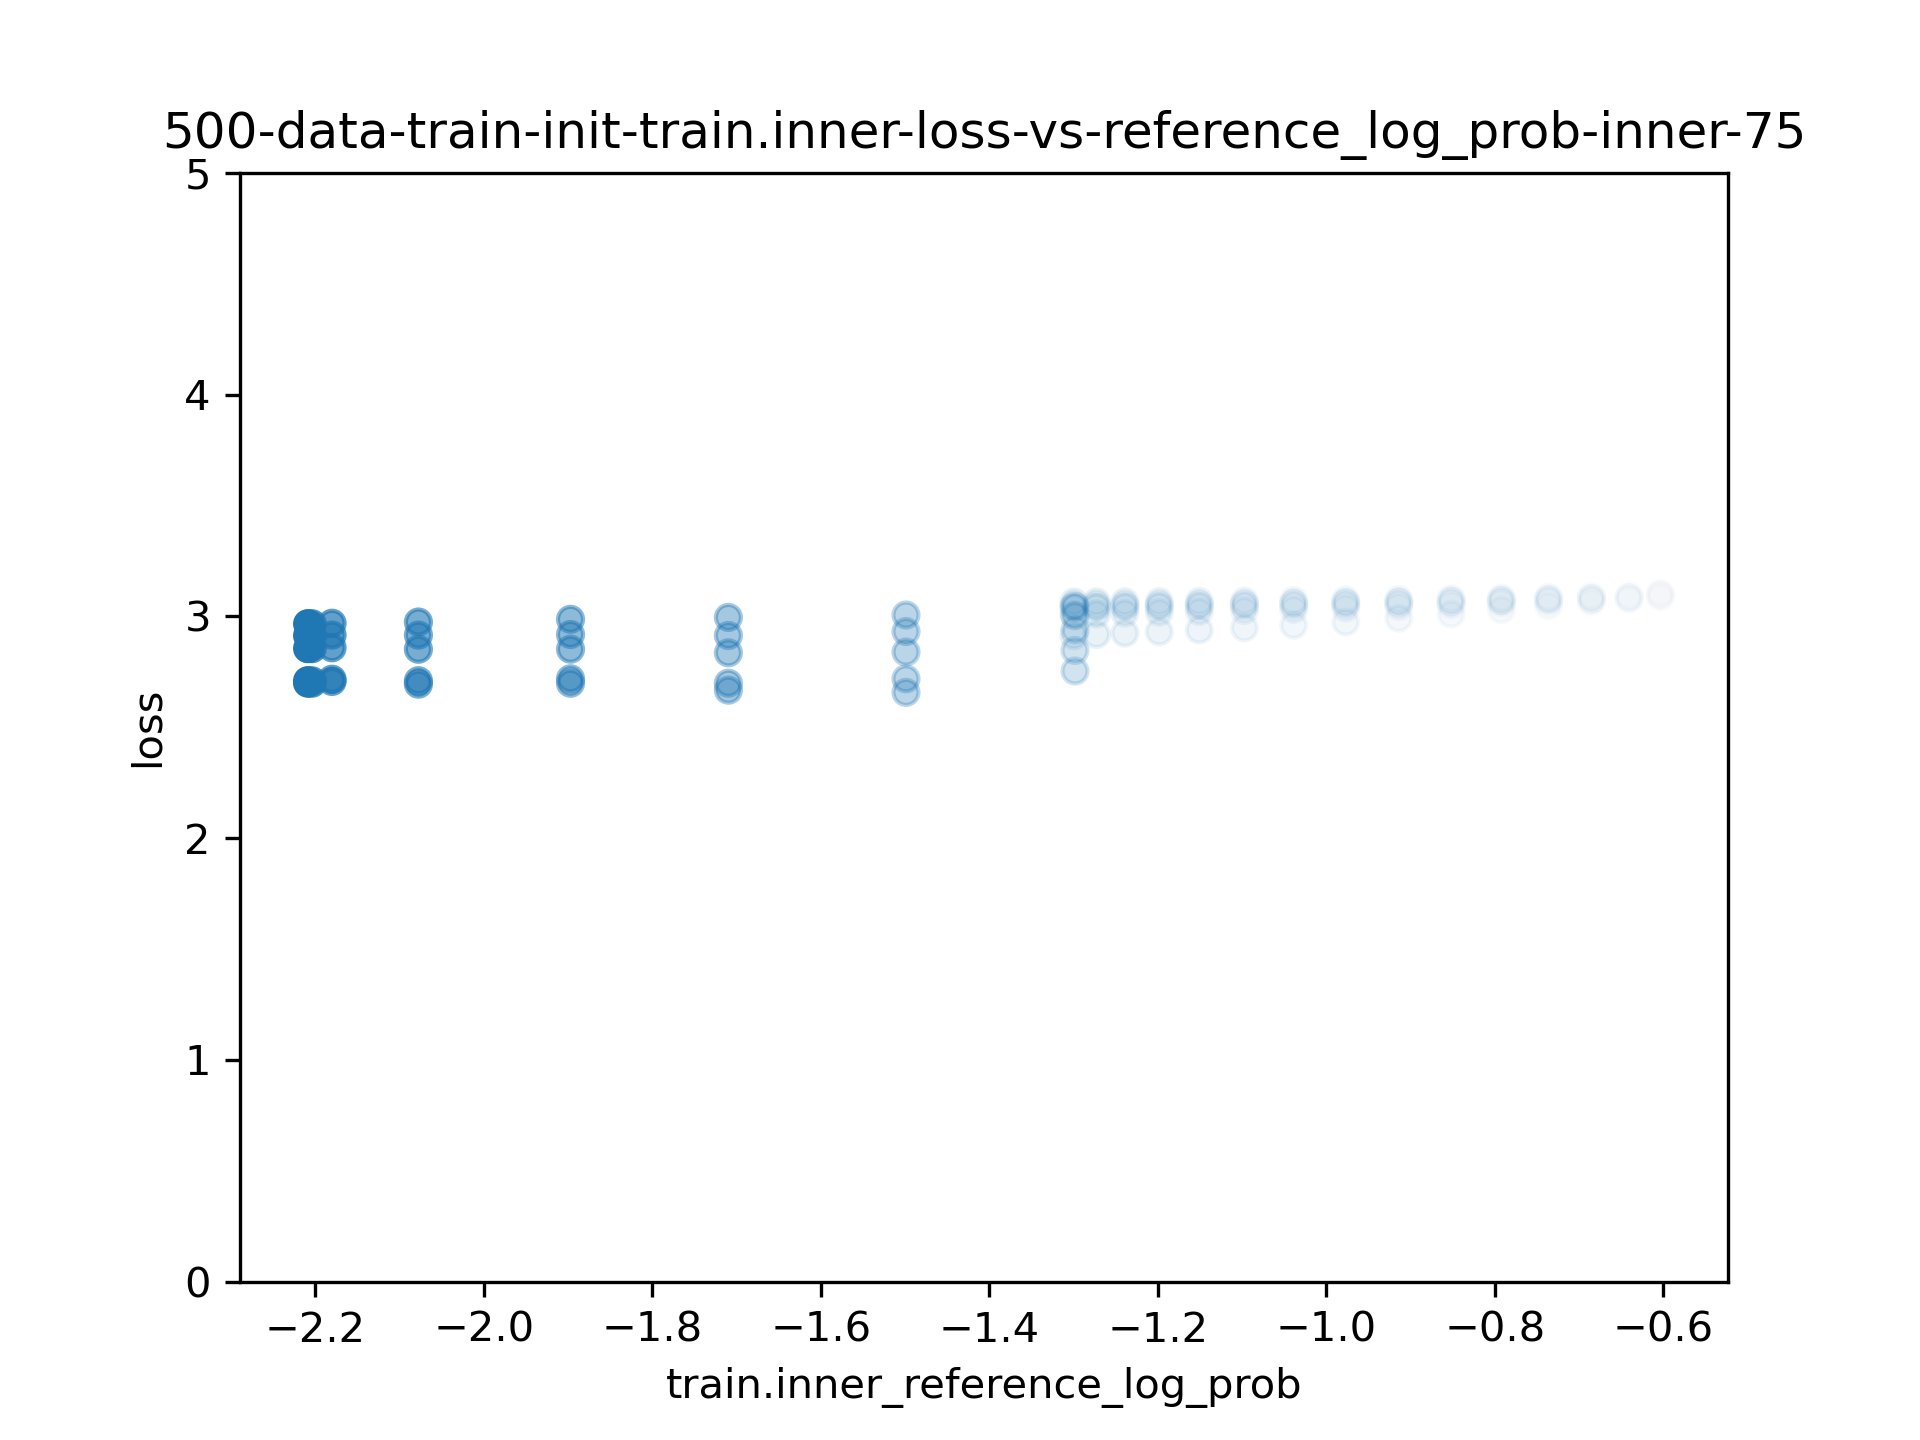 500-data-train-init-train.inner-loss-vs-reference_log_prob-inner-75
5
4
3
2
1
0
loss
−2.2 −2.0 −1.8 −1.6 −1.4 −1.2 −1.0 −0.8 −0.6
train.inner_reference_log_prob